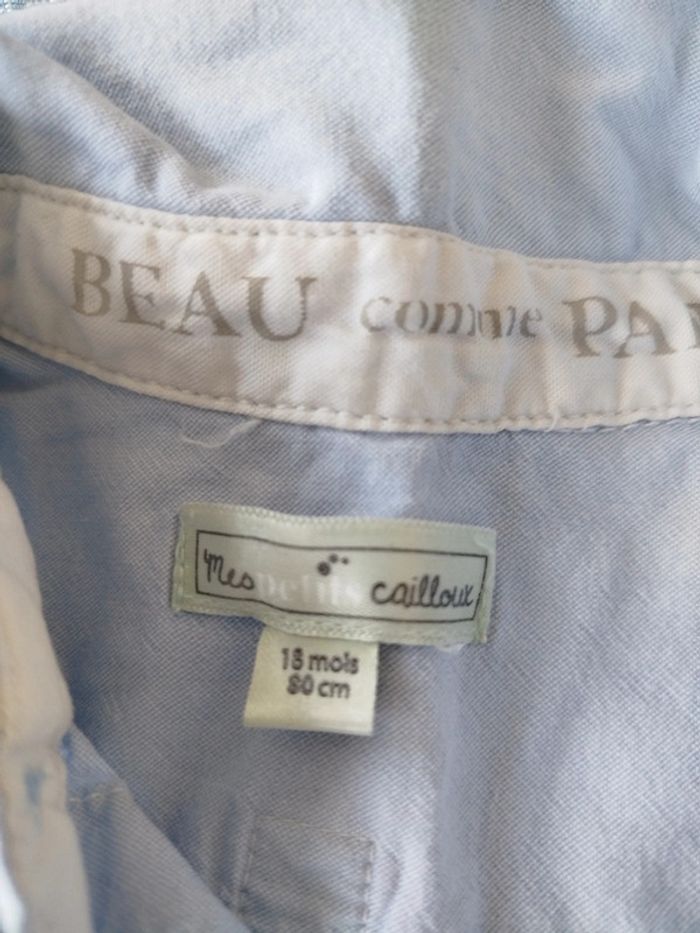 BEAU comme PA
Mes petits cailloux
18 mois
80 cm